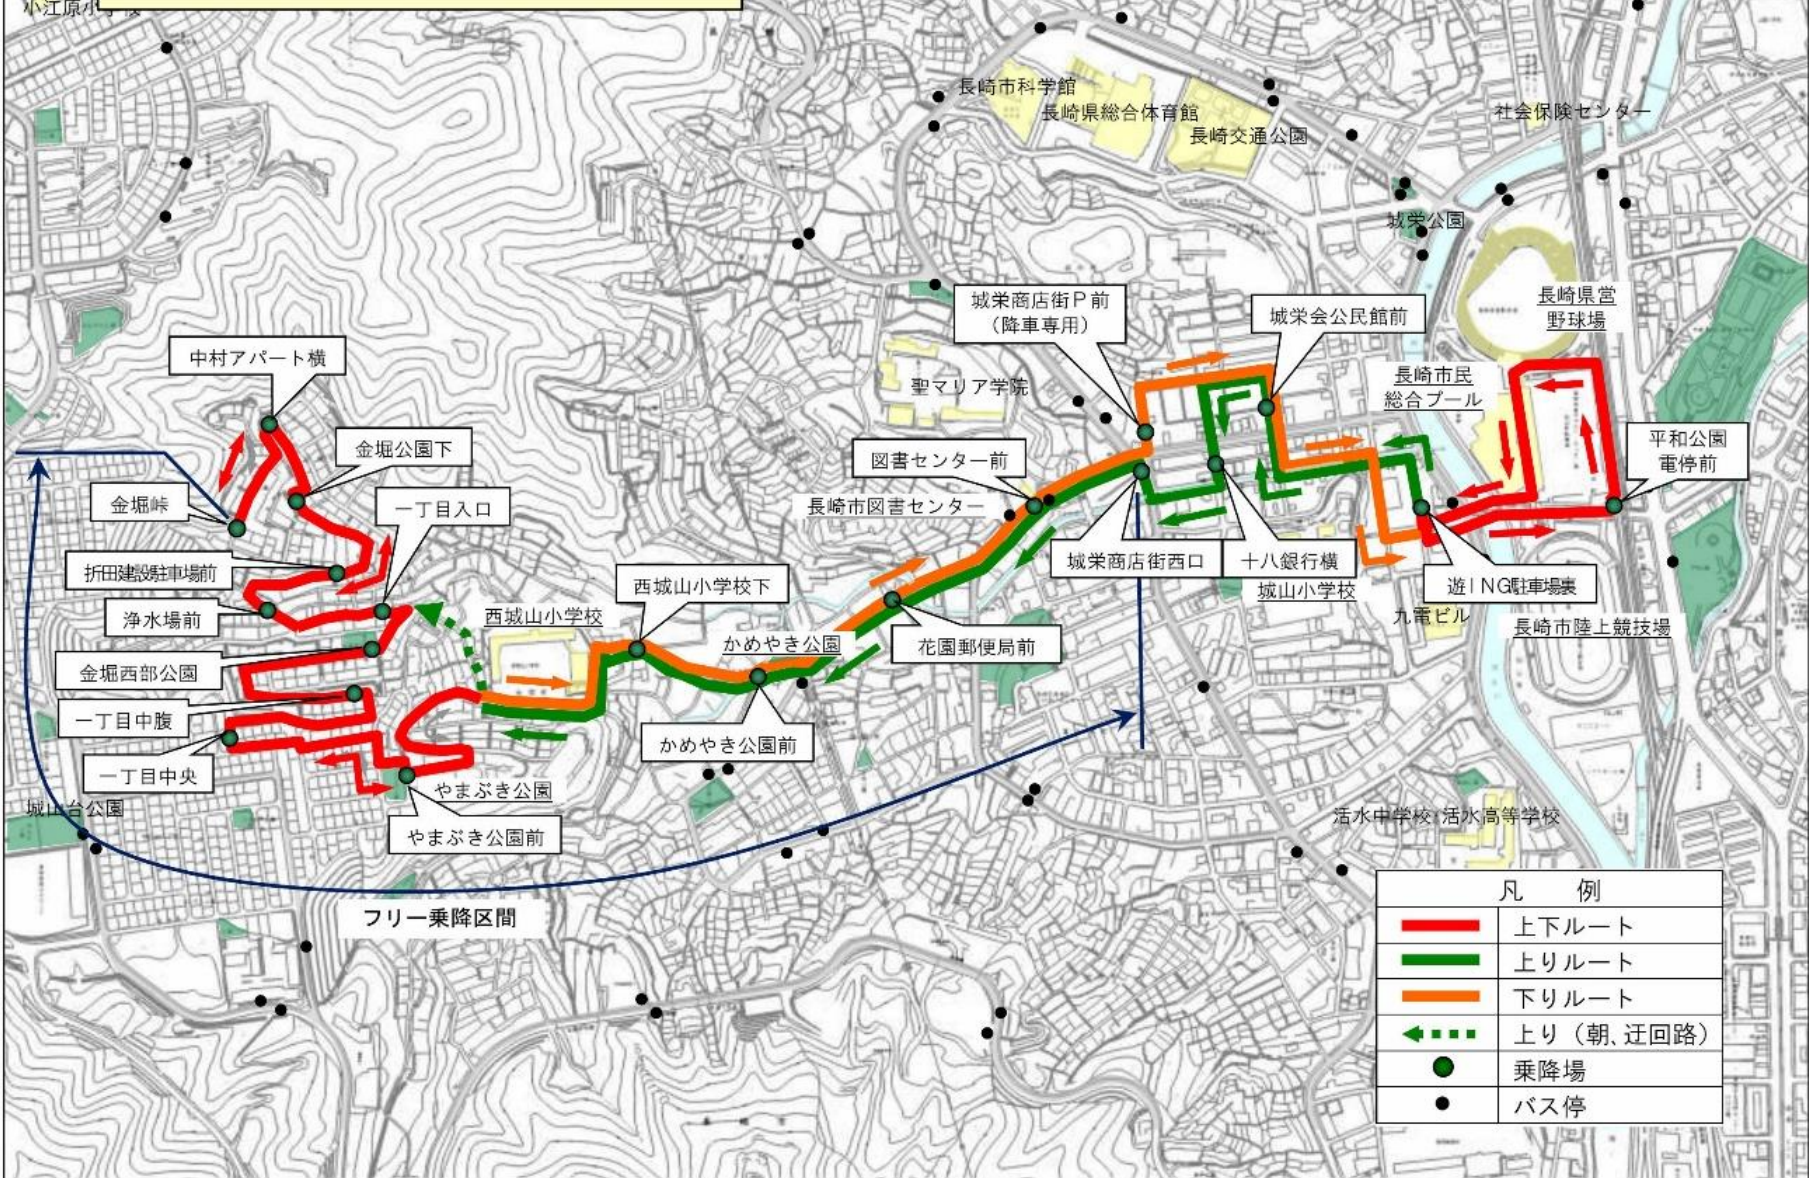 小江原小学校
長崎市科学館
長崎県総合体育館
長崎交通公園
社会保険センター
城栄公園
城栄商店街P前
（降車専用）
城栄会公民館前
長崎県営
野球場
中村アパート横
聖マリア学院
長崎市民
総合プール
金堀公園下
図書センター前
平和公園
電停前
金堀峠
一丁目入口
長崎市図書センター
折田建設駐車場前
西城山小学校下
城栄商店街西口
十八銀行横
城山小学校
遊ING駐車場裏
浄水場前
西城山小学校
かめやき公園
花園郵便局前
九電ビル
長崎市陸上競技場
金堀西部公園
一丁目中腹
かめやき公園前
一丁目中央
やまぶき公園
城山台公園
やまぶき公園前
活水中学校・活水高等学校
フリー乗降区間
凡　例
上下ルート
上りルート
下りルート
上り（朝、迂回路）
乗降場
バス停